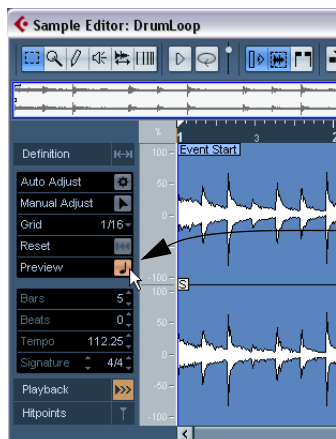 Sample Editor: DrumLoop
%
1 3 2
Definition
100
Event Start
Auto Adjust
50
Manual Adjust
Grid 1/16
0
Reset
Preview
-100
100
S
Bars 5
Beats 0
50
Tempo 112.25
Signature 4/4
0
Playback
-50
Hitpoints
-100